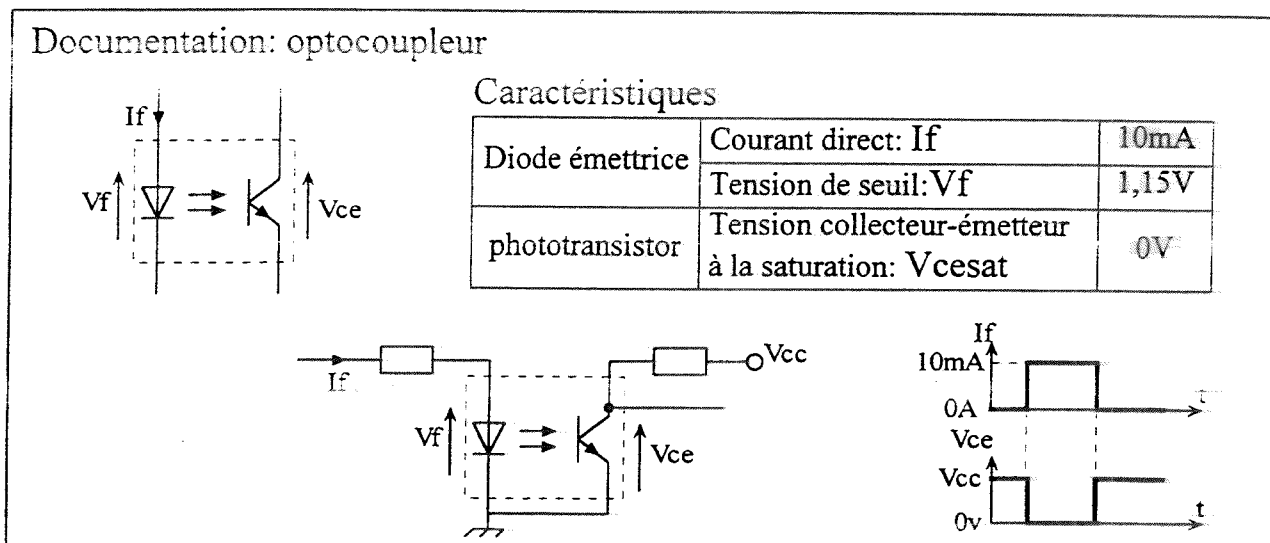 Documentation: optocoupleur
If
Vf
Vce
Caractéristiques
Diode émettrice
Courant direct: If
10mA
Tension de seuil:Vf
1,15V
phototransistor
Tension collecteur-émetteur
à la saturation: Vcesat
0V
If
Vf
Vce
Vcc
If
10mA
0A
t
Vce
Vcc
0v
t